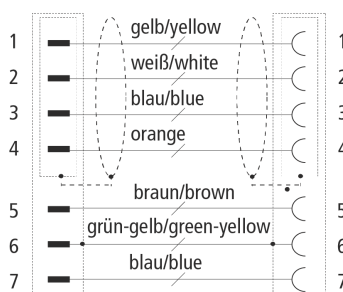 1 gelb/yellow 1
2 weiß/white 2
3 blau/blue 3
4 orange 4
5 braun/brown 5
6 grün-gelb/green-yellow 6
7 blau/blue 7